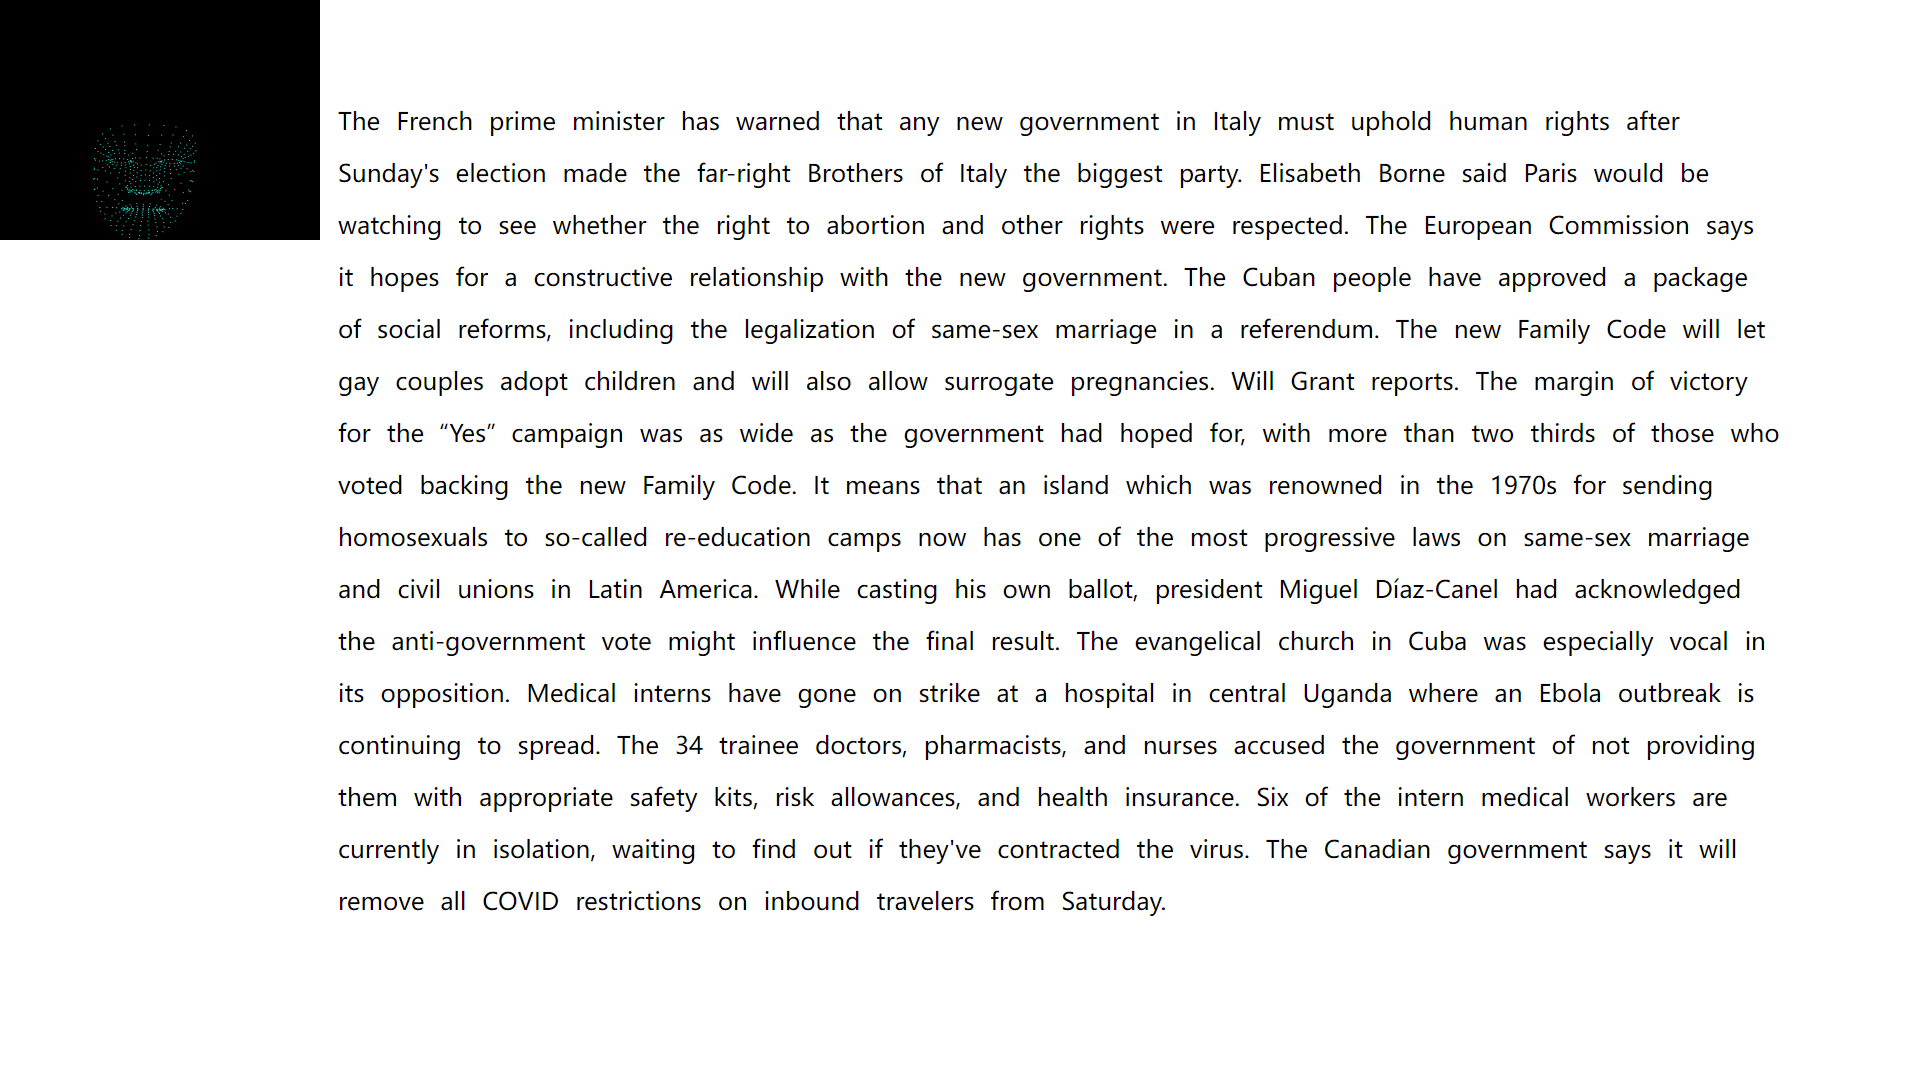 The French prime minister has warned that any new government in Italy must uphold human rights after
Sunday's election made the far-right Brothers of Italy the biggest party. Elisabeth Borne said Paris would be
watching to see whether the right to abortion and other rights were respected. The European Commission says
it hopes for a constructive relationship with the new government. The Cuban people have approved a package
of social reforms, including the legalization of same-sex marriage in a referendum. The new Family Code will let
gay couples adopt children and will also allow surrogate pregnancies. Will Grant reports. The margin of victory
for the “Yes” campaign was as wide as the government had hoped for, with more than two thirds of those who
voted backing the new Family Code. It means that an island which was renowned in the 1970s for sending
homosexuals to so-called re-education camps now has one of the most progressive laws on same-sex marriage
and civil unions in Latin America. While casting his own ballot, president Miguel Díaz-Canel had acknowledged
the anti-government vote might influence the final result. The evangelical church in Cuba was especially vocal in
its opposition. Medical interns have gone on strike at a hospital in central Uganda where an Ebola outbreak is
continuing to spread. The 34 trainee doctors, pharmacists, and nurses accused the government of not providing
them with appropriate safety kits, risk allowances, and health insurance. Six of the intern medical workers are
currently in isolation, waiting to find out if they've contracted the virus. The Canadian government says it will
remove all COVID restrictions on inbound travelers from Saturday.